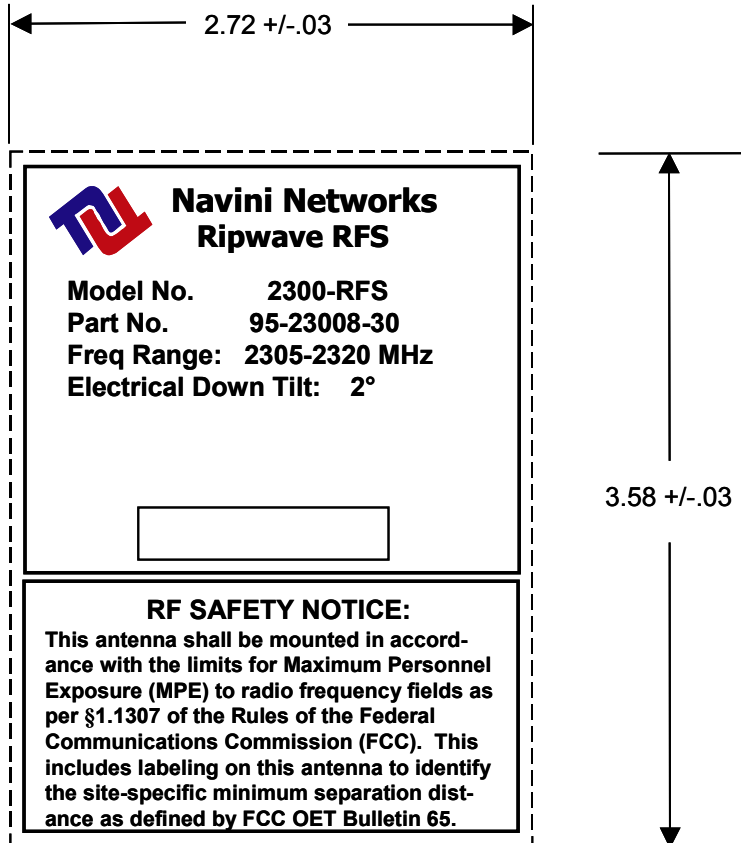 2.72 +/-.03
Navini Networks
Ripwave RFS
Model No. 2300-RFS
Part No. 95-23008-30
Freq Range: 2305-2320 MHz
Electrical Down Tilt: 2°
3.58 +/-.03
RF SAFETY NOTICE:
This antenna shall be mounted in accord-
ance with the limits for Maximum Personnel
Exposure (MPE) to radio frequency fields as
per §1.1307 of the Rules of the Federal
Communications Commission (FCC). This
includes labeling on this antenna to identify
the site-specific minimum separation dist-
ance as defined by FCC OET Bulletin 65.